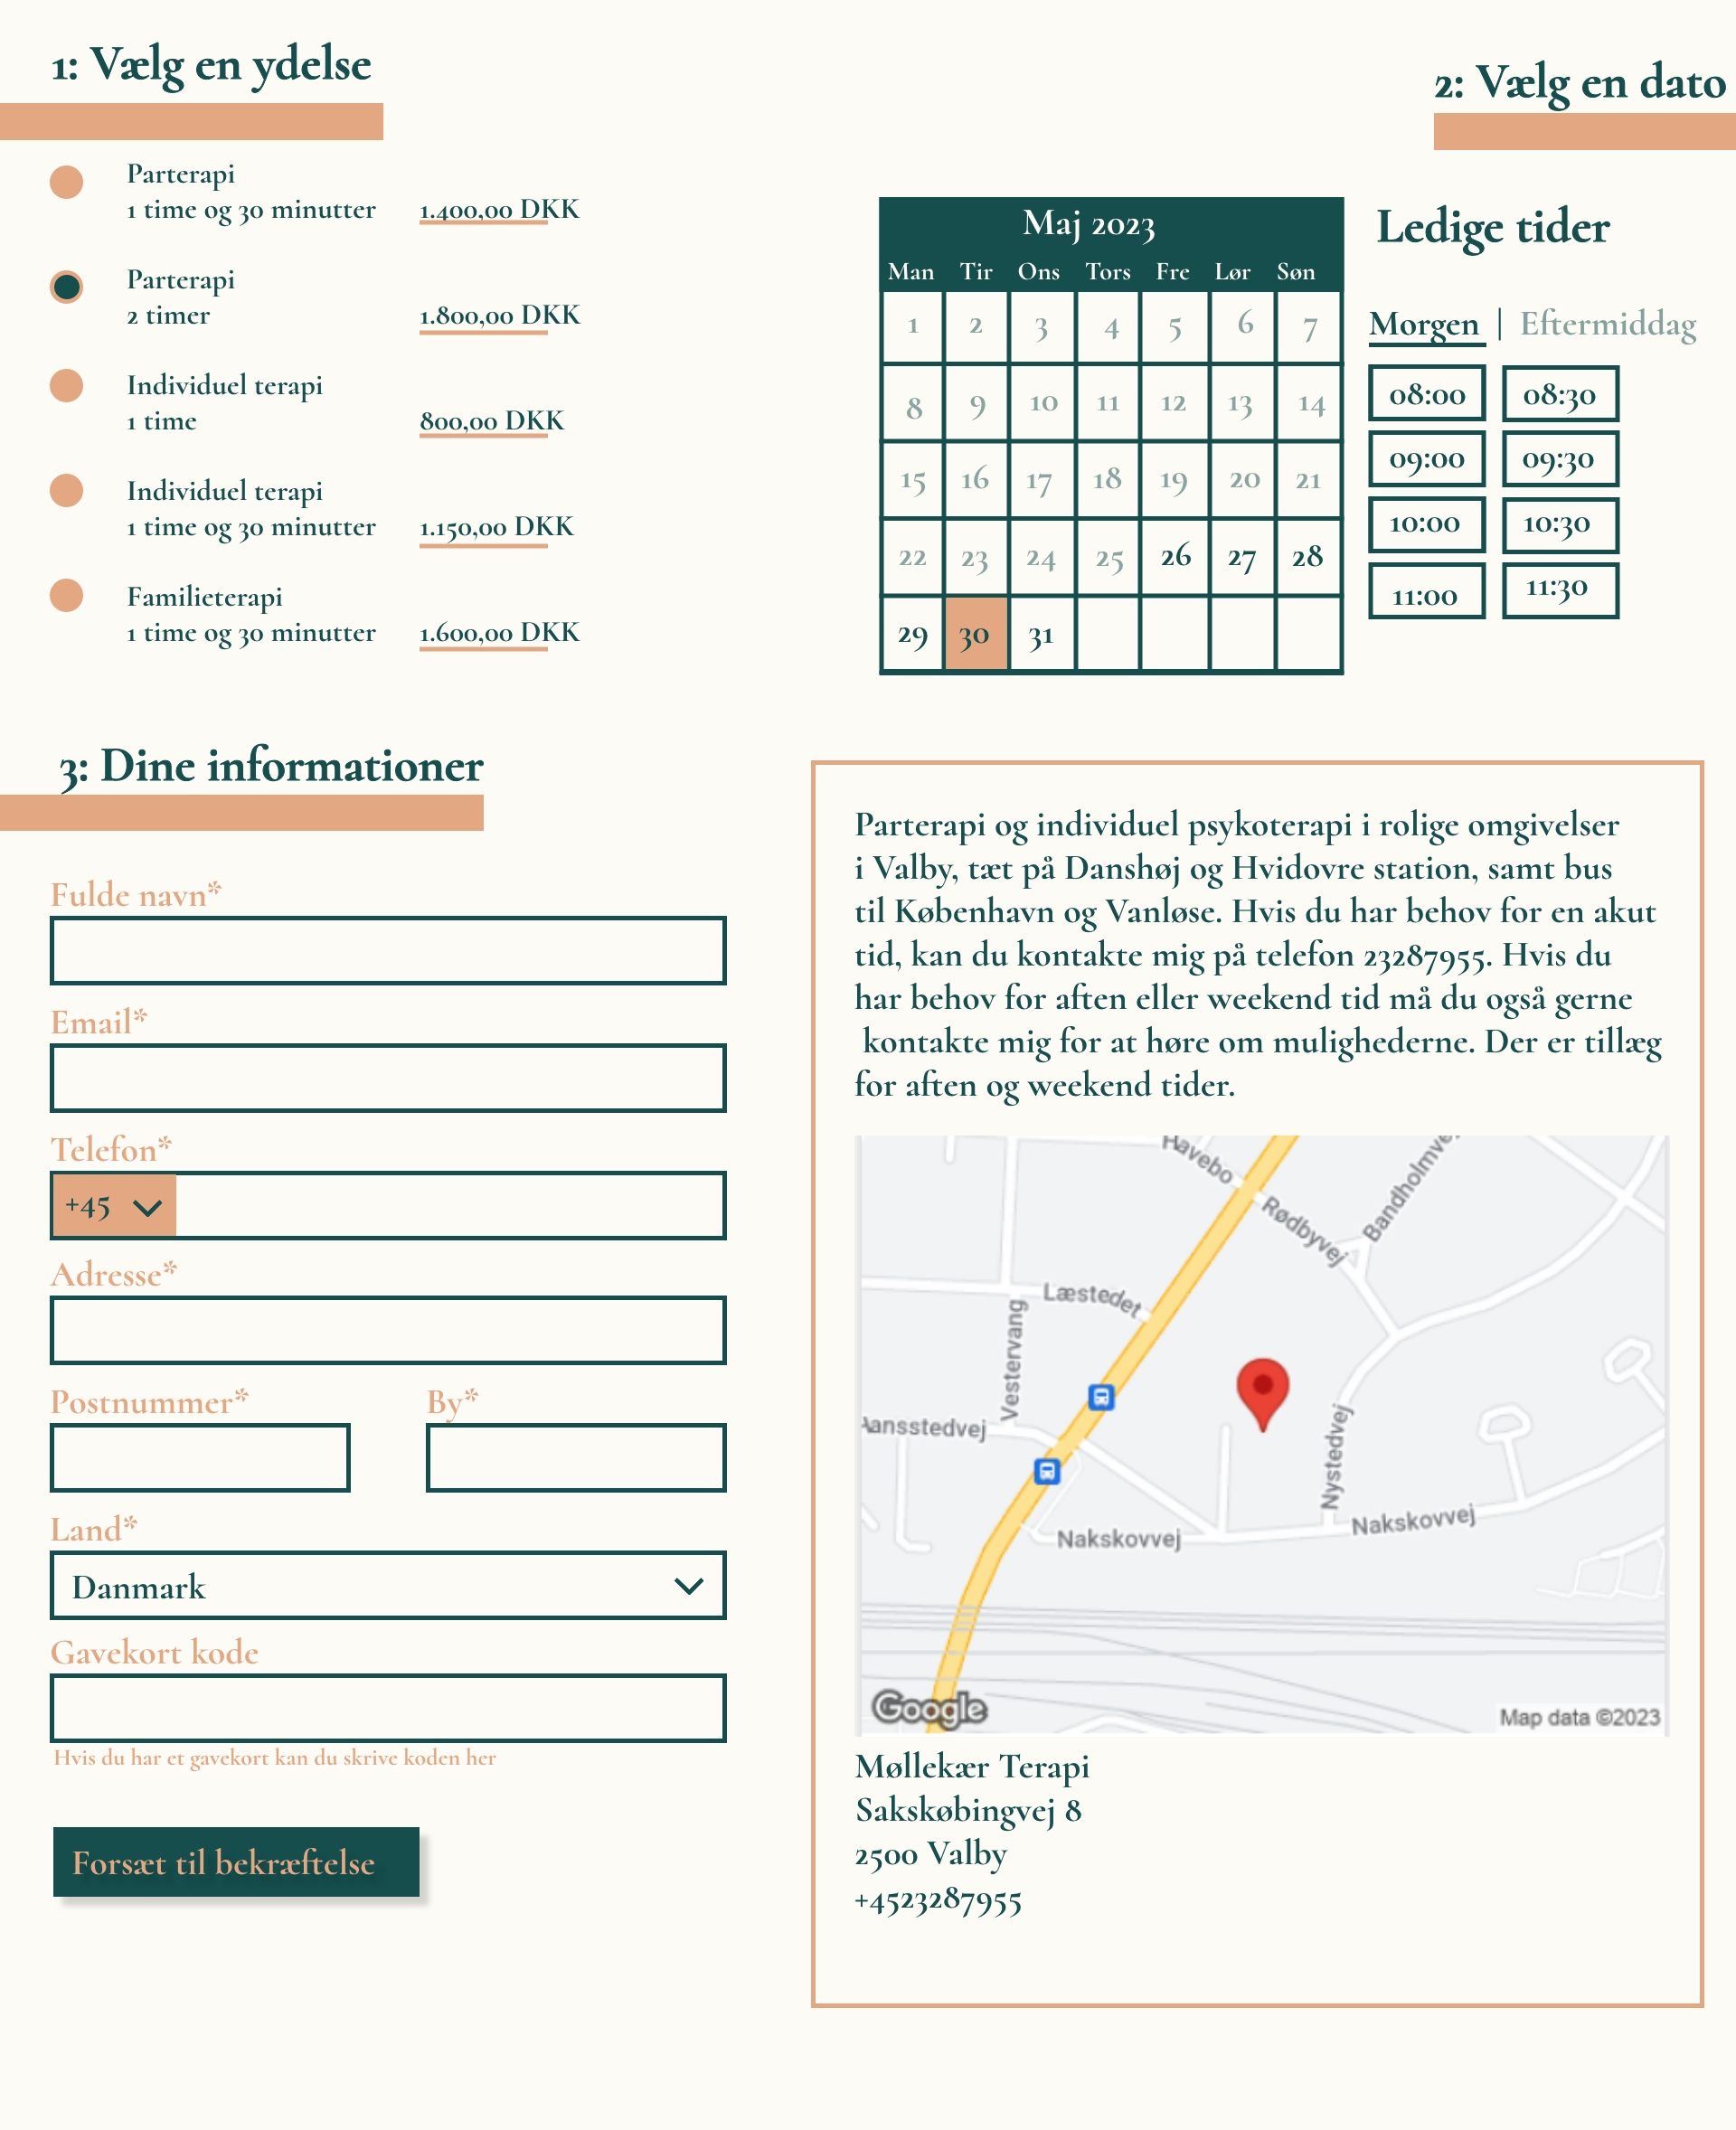 1: Vælg en ydelse
Parterapi
1 time og 30 minutter 1.400,00 DKK
Parterapi
2 timer 1.800,00 DKK
Individuel terapi
1 time 800,00 DKK
Individuel terapi
1 time og 30 minutter 1.150,00 DKK
Familieterapi
1 time og 30 minutter 1.600,00 DKK
2: Vælg en dato
Maj 2023
Man Tir Ons Tors Fre Lør Søn
1 2 3 4 5 6 7
8 9 10 11 12 13 14
15 16 17 18 19 20 21
22 23 24 25 26 27 28
29 30 31
Ledige tider
Morgen | Eftermiddag
08:00 08:30
09:00 09:30
10:00 10:30
11:00 11:30
3: Dine informationer
Fulde navn*
Email*
Telefon*
+45
Adresse*
Postnummer* By*
Land*
Danmark
Gavekort kode
Hvis du har et gavekort kan du skrive koden her
Forsæt til bekræftelse
Parterapi og individuel psykoterapi i rolige omgivelser
i Valby, tæt på Danshøj og Hvidovre station, samt bus
til København og Vanløse. Hvis du har behov for en akut
tid, kan du kontakte mig på telefon 23287955. Hvis du
har behov for aften eller weekend tid må du også gerne
kontakte mig for at høre om mulighederne. Der er tillæg
for aften og weekend tider.
Havebo
Rødbyvej
Bandholmve
Læstedet
Vestervang
Aansstedvej
Nystedvej
Nakskovvej
Nakskovvej
Google
Map data ©2023
Møllekær Terapi
Sakskøbingvej 8
2500 Valby
+4523287955